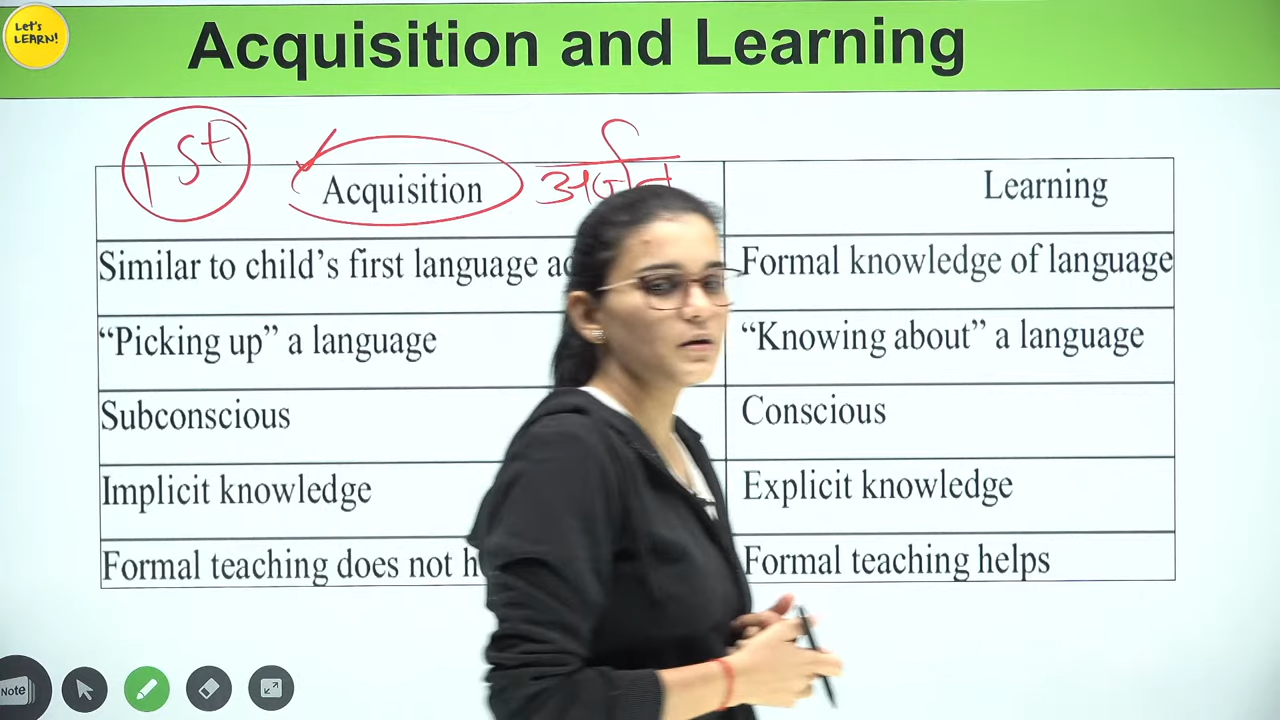 Let's
LEARN!
Acquisition and Learning
1st
Acquisition
Learning
Similar to child's first language
Formal knowledge of language
“Picking up” a language
“Knowing about” a language
Subconscious
Conscious
Implicit knowledge
Explicit knowledge
Formal teaching does not
Formal teaching helps
Note